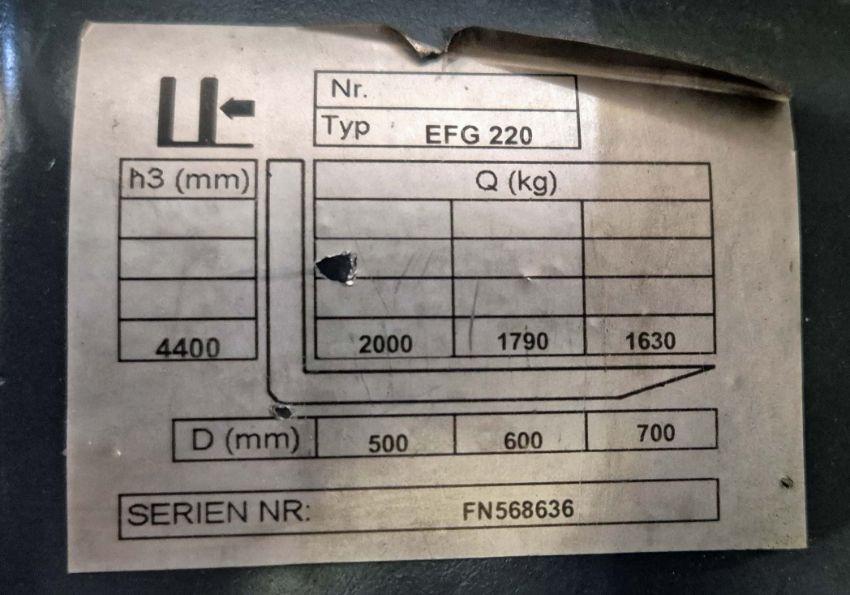 Nr.
Typ EFG 220
h3 (mm) Q (kg)
4400 2000 1790 1630
D (mm) 500 600 700
SERIEN NR: FN568636